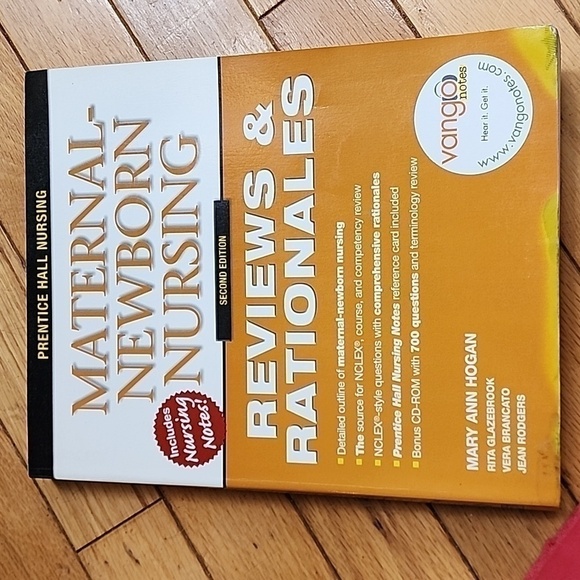 PRENTICE HALL NURSING
MATERNAL-
NEWBORN
NURSING
Includes
Nursing
Notes!
SECOND EDITION
REVIEWS &
RATIONALES
Detailed outline of maternal-newborn nursing
The source for NCLEX®, course, and competency review
NCLEX®-style questions with comprehensive rationales
Prentice Hall Nursing Notes reference card included
Bonus CD-ROM with 700 questions and terminology review
vango
notes
Hear it. Get it.
www.vangonotes.com
MARY ANN HOGAN
RITA GLAZEBROOK
VERA BRANCATO
JEAN RODGERS